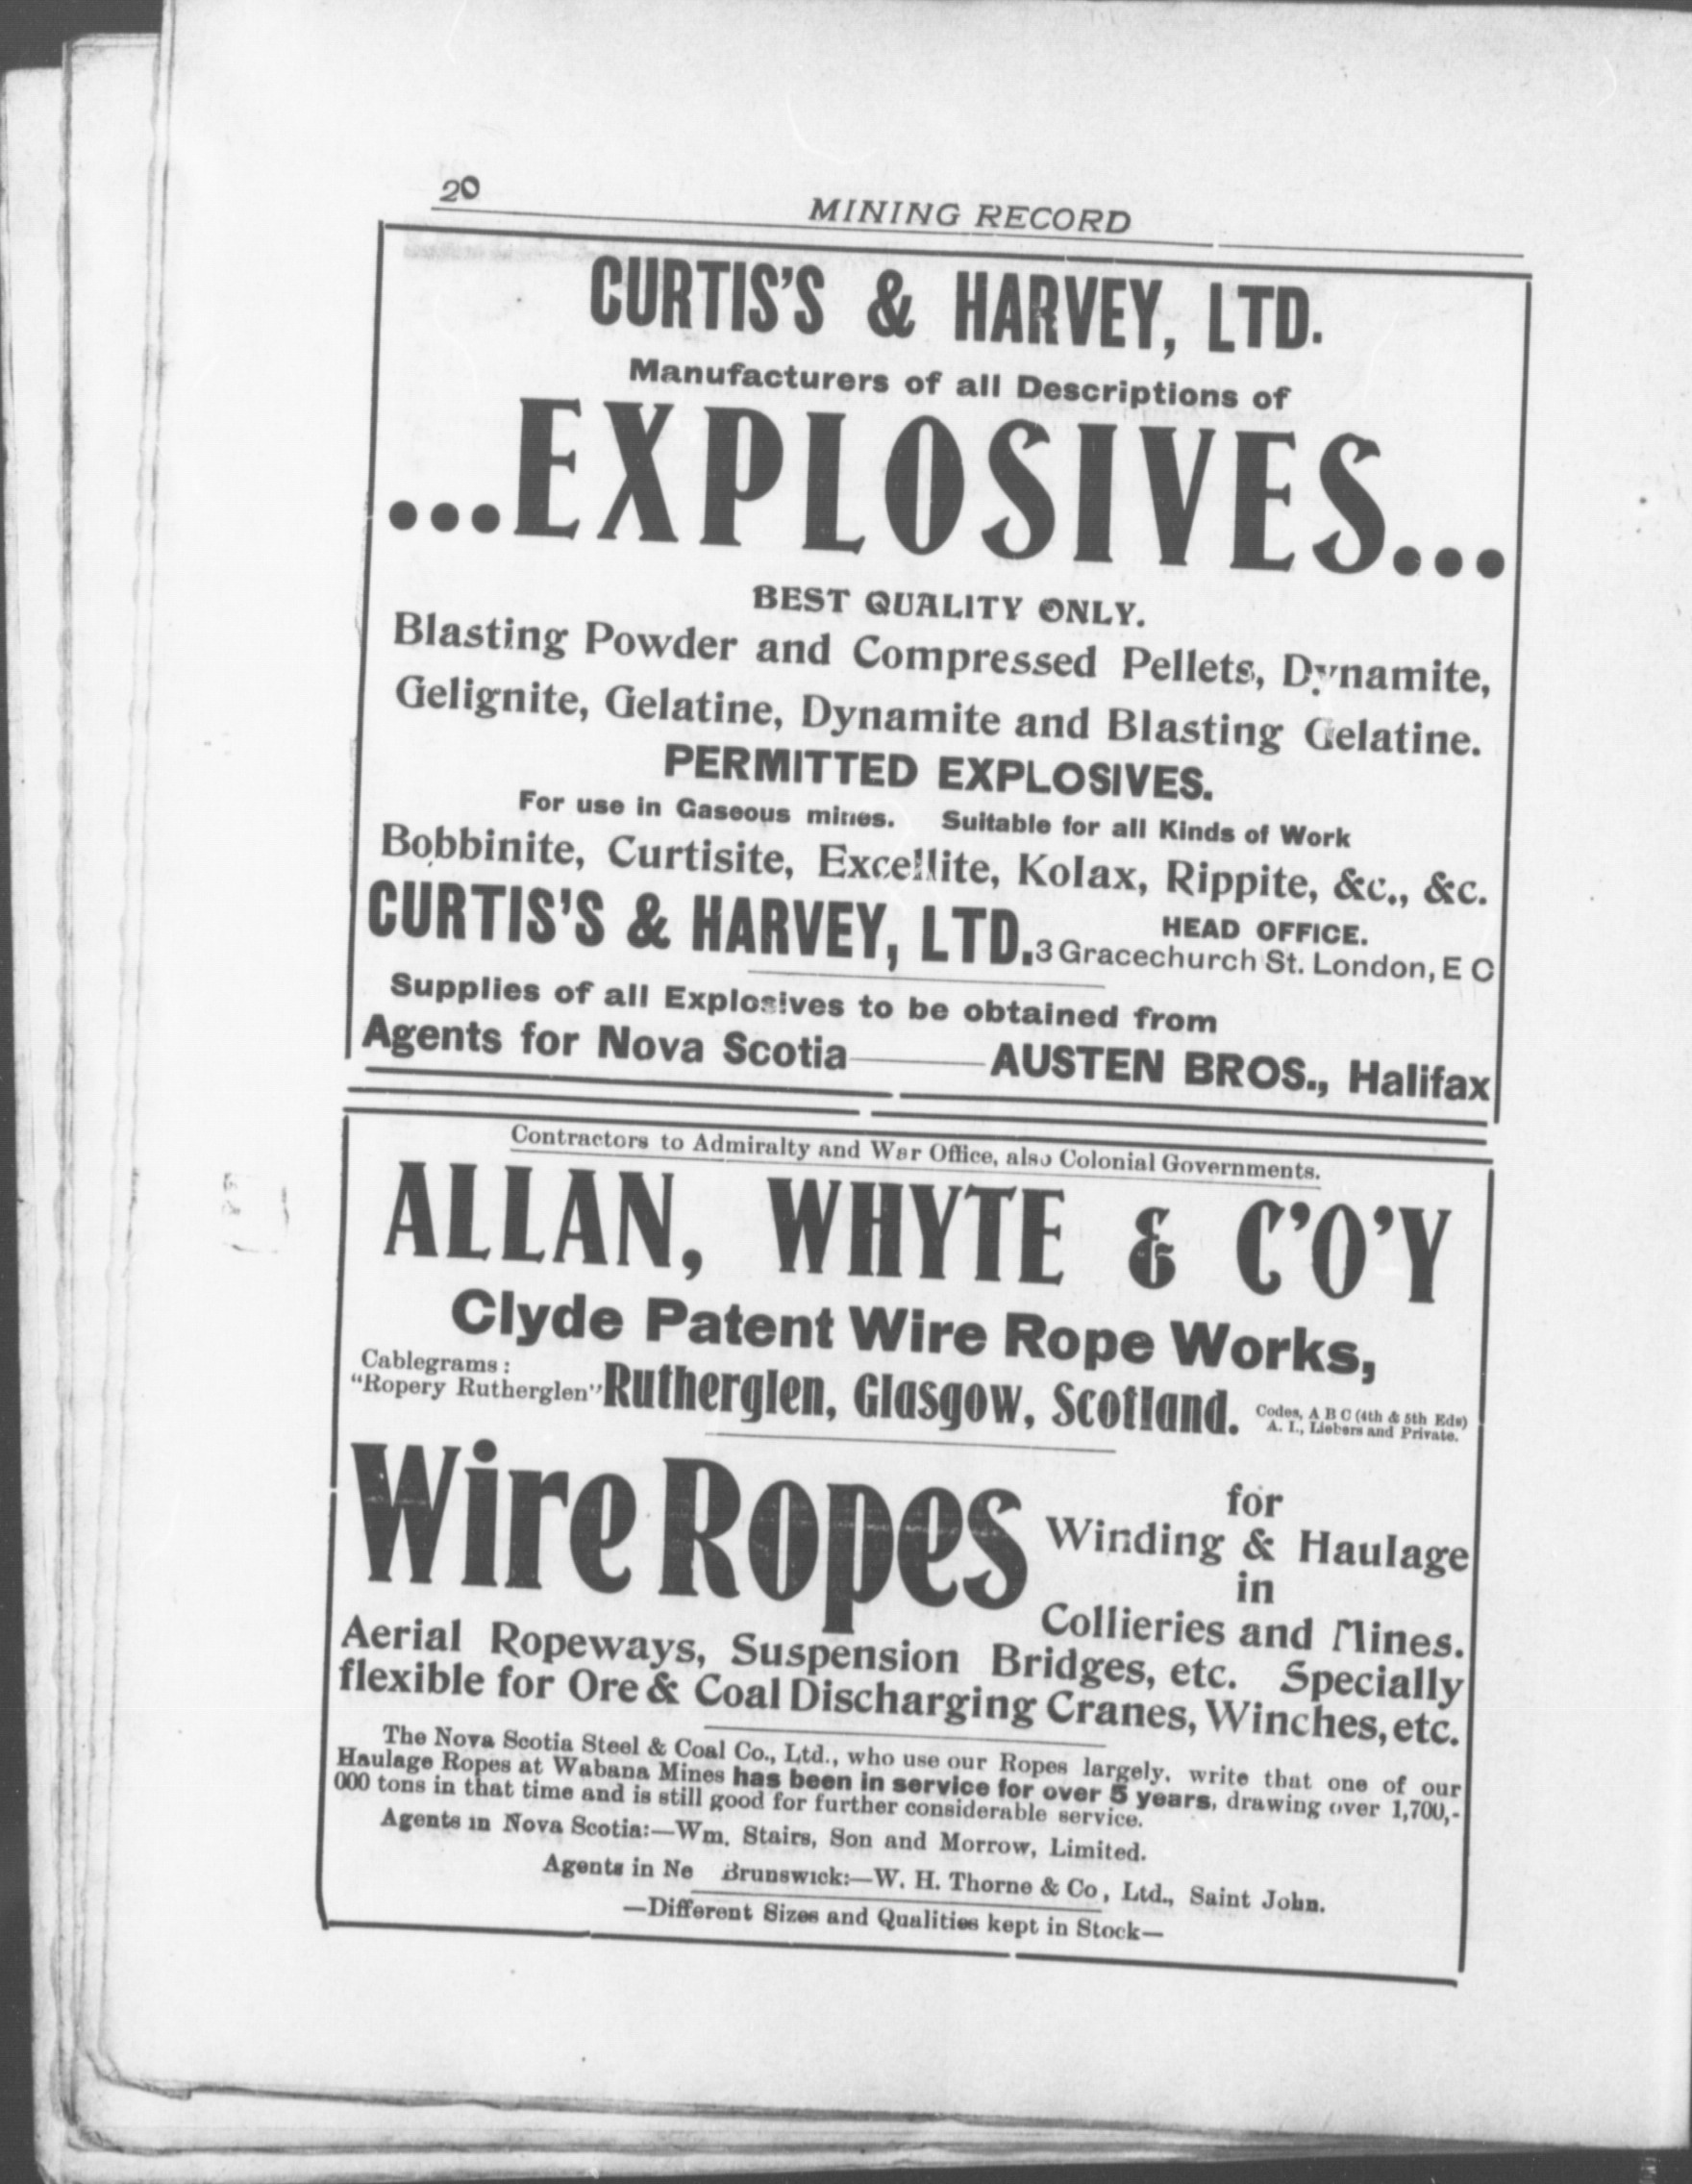 20
MINING RECORD
CURTIS'S & HARVEY, LTD.
Manufacturers of all Descriptions of
...EXPLOSIVES...
BEST QUALITY ONLY.
Blasting Powder and Compressed Pellets, Dynamite,
Gelignite, Gelatine, Dynamite and Blasting Gelatine.
PERMITTED EXPLOSIVES.
For use in Gaseous mines. Suitable for all Kinds of Work
Bobbinite, Curtisite, Excellite, Kolax, Rippite, &c., &c.
CURTIS'S & HARVEY, LTD.
HEAD OFFICE.
3 Gracechurch St. London, E C
Supplies of all Explosives to be obtained from
Agents for Nova Scotia——AUSTEN BROS., Halifax
Contractors to Admiralty and War Office, also Colonial Governments.
ALLAN, WHYTE & C'O'Y
Clyde Patent Wire Rope Works,
Cablegrams:
"Ropery Rutherglen"
Rutherglen, Glasgow, Scotland.
Codes, A B C (4th & 5th Eds)
A. I., Liebers and Private.
Wire Ropes
for
Winding & Haulage
in
Collieries and Mines.
Aerial Ropeways, Suspension Bridges, etc. Specially
flexible for Ore & Coal Discharging Cranes, Winches, etc.
The Nova Scotia Steel & Coal Co., Ltd., who use our Ropes largely, write that one of our
Haulage Ropes at Wabana Mines has been in service for over 5 years, drawing over 1,700,-
000 tons in that time and is still good for further considerable service.
Agents in Nova Scotia:—Wm. Stairs, Son and Morrow, Limited.
Agents in Ne Brunswick:—W. H. Thorne & Co, Ltd., Saint John.
—Different Sizes and Qualities kept in Stock—